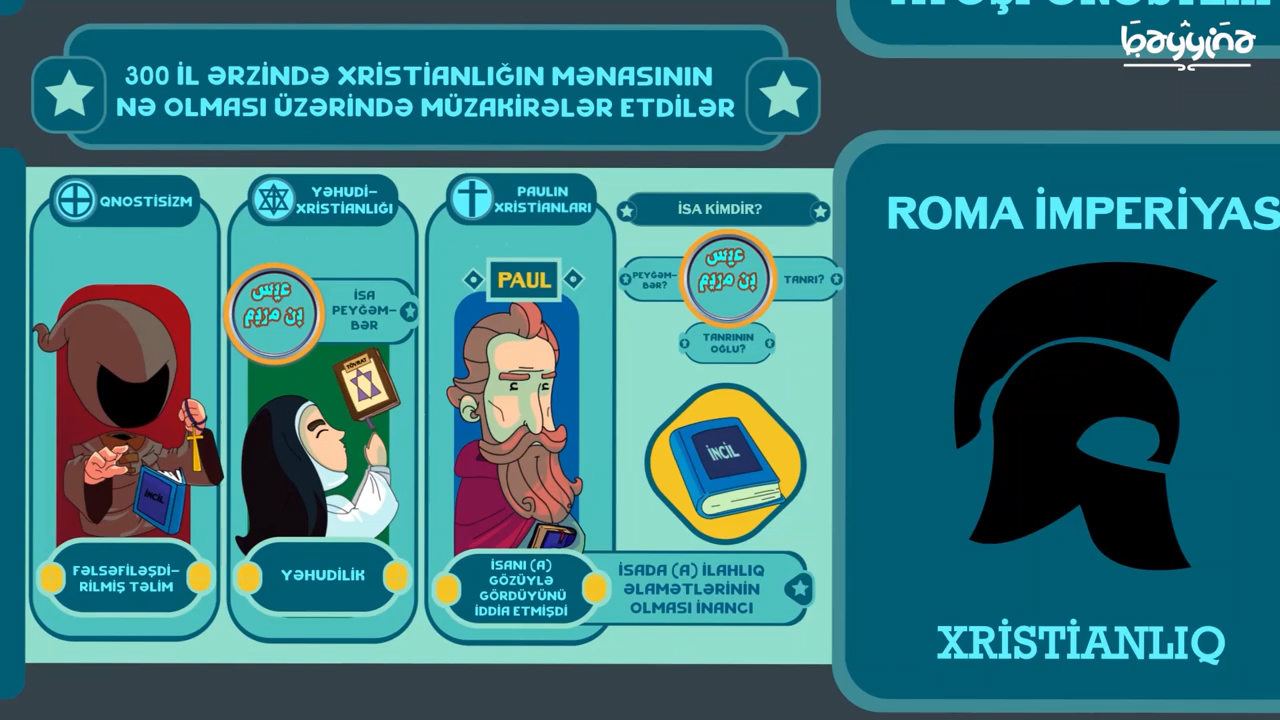 bayyina
300 İL ƏRZİNDƏ XRİSTİANLIĞIN MƏNASININ
NƏ OLMASI ÜZƏRİNDƏ MÜZAKİRƏLƏR ETDİLƏR
QNOSTİSİZM
YƏHUDİ-
XRİSTİANLIĞI
PAULIN
XRİSTİANLARI
İSA KİMDİR?
ROMA İMPERİYAS
عيسى
بن مريم
İSA
PEYĞƏM-
BƏR
PAUL
PEYĞƏM-
BƏR?
عيسى
بن مريم
TANRI?
TANRININ
OĞLU?
TÖVRAT
İNCİL
İNCİL
FƏLSƏFİLƏŞDİ-
RİLMİŞ TƏLİM
YƏHUDİLİK
İSANI (A)
GÖZÜYLƏ
GÖRDÜYÜNÜ
İDDİA ETMİŞDİ
İSADA (A) İLAHLIQ
ƏLAMƏTLƏRİNİN
OLMASI İNANCI
XRİSTİANLIQ